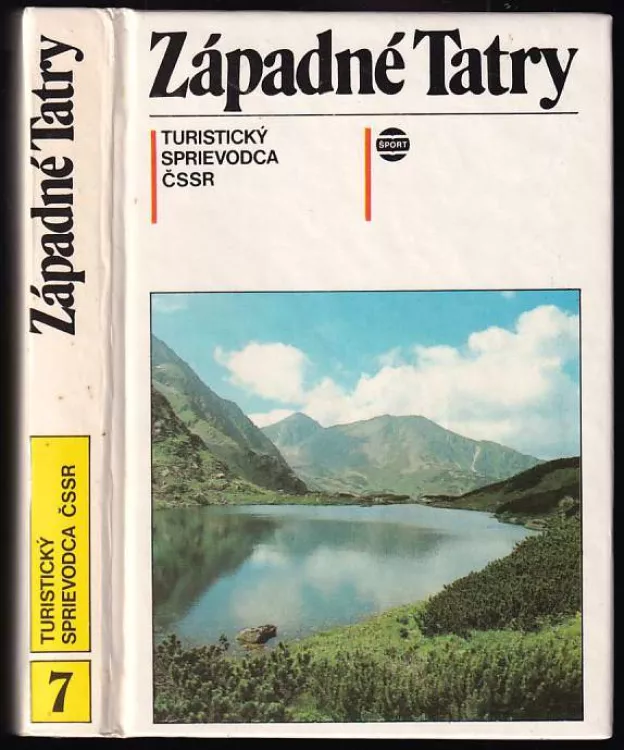 Západné Tatry
TURISTICKÝ
SPRIEVODCA
ČSSR
ŠPORT
Západné Tatry
TURISTICKÝ
SPRIEVODCA ČSSR
7